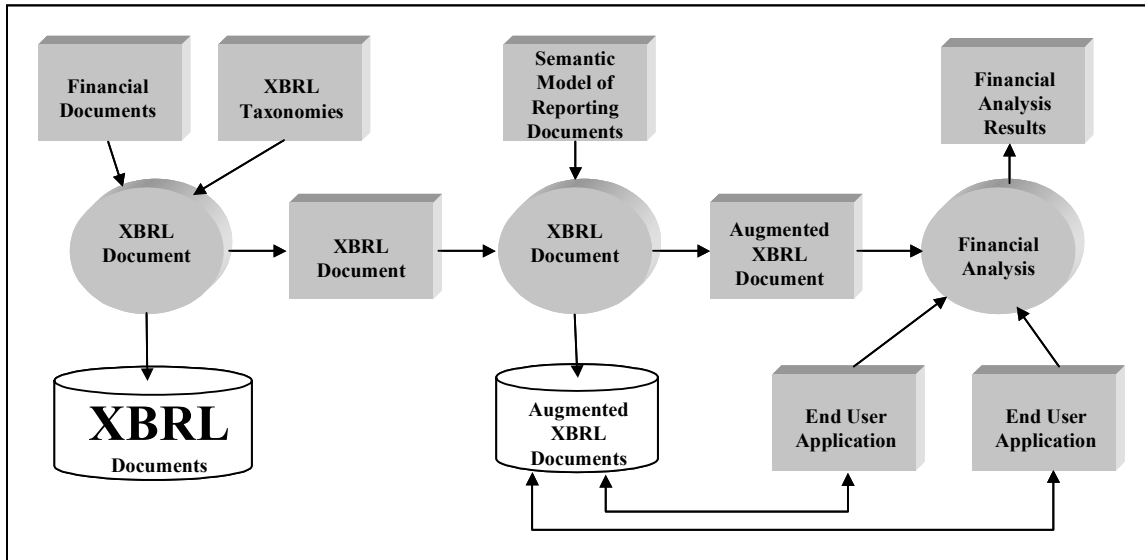 Financial
Documents
XBRL
Taxonomies
Semantic
Model of
Reporting
Documents
Financial
Analysis
Results
XBRL
Document
XBRL
Document
XBRL
Document
Augmented
XBRL
Document
Financial
Analysis
XBRL
Documents
Augmented
XBRL
Documents
End User
Application
End User
Application